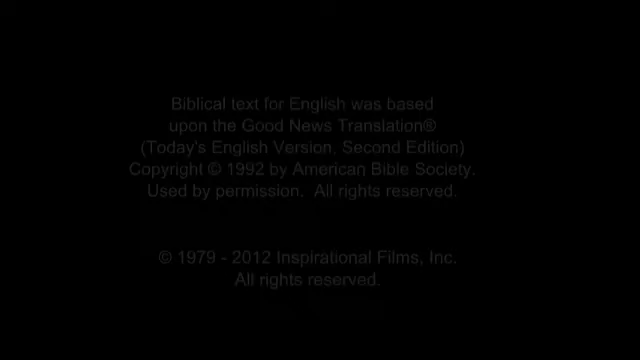 Biblical text for English was based
upon the Good News Translation®
(Today's English Version, Second Edition)
Copyright © 1992 by American Bible Society.
Used by permission.  All rights reserved.
© 1979 - 2012 Inspirational Films, Inc.
All rights reserved.